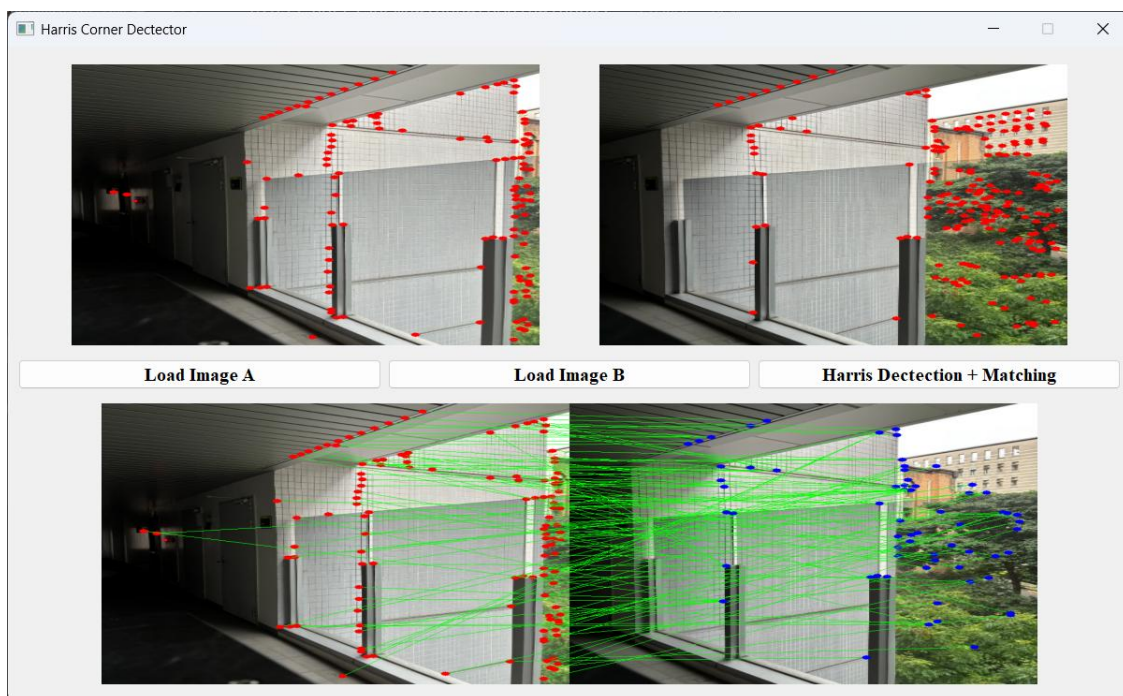 Harris Corner Dectector
Load Image A
Load Image B
Harris Dectection + Matching